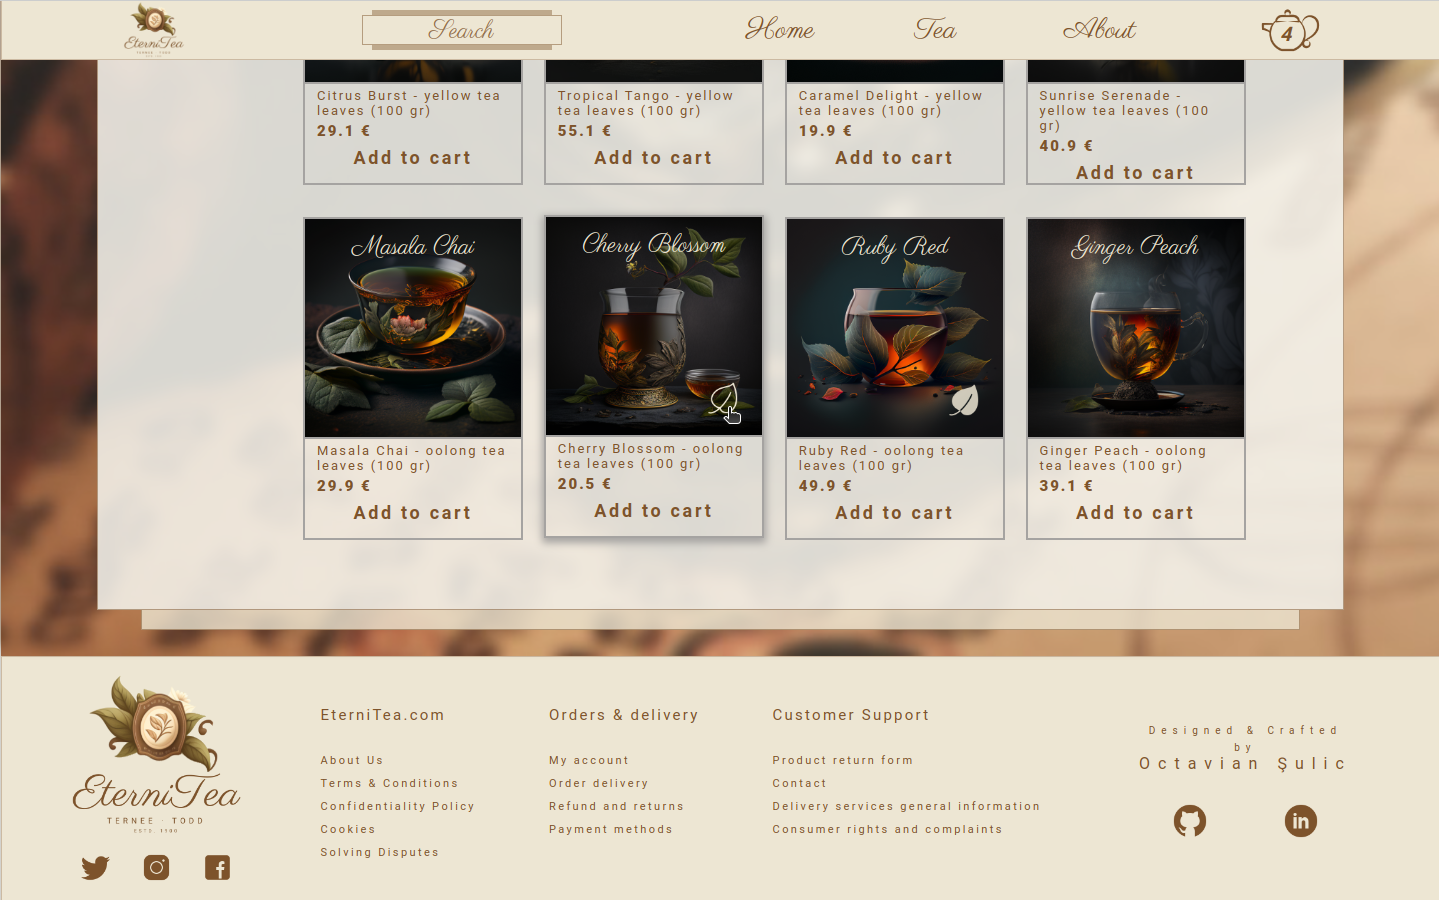 EterniTea
Search
Home
Tea
About
4
Citrus Burst - yellow tea
leaves (100 gr)
29.1 €
Add to cart
Tropical Tango - yellow
tea leaves (100 gr)
55.1 €
Add to cart
Caramel Delight - yellow
tea leaves (100 gr)
19.9 €
Add to cart
Sunrise Serenade -
yellow tea leaves (100
gr)
40.9 €
Add to cart
Masala Chai
Masala Chai - oolong tea
leaves (100 gr)
29.9 €
Add to cart
Cherry Blossom
Cherry Blossom - oolong
tea leaves (100 gr)
20.5 €
Add to cart
Ruby Red
Ruby Red - oolong tea
leaves (100 gr)
49.9 €
Add to cart
Ginger Peach
Ginger Peach - oolong
tea leaves (100 gr)
39.1 €
Add to cart
EterniTea
TERNEE · TODD
EterniTea.com
About Us
Terms & Conditions
Confidentiality Policy
Cookies
Solving Disputes
Orders & delivery
My account
Order delivery
Refund and returns
Payment methods
Customer Support
Product return form
Contact
Delivery services general information
Consumer rights and complaints
Designed & Crafted
by
Octavian Șulic
in